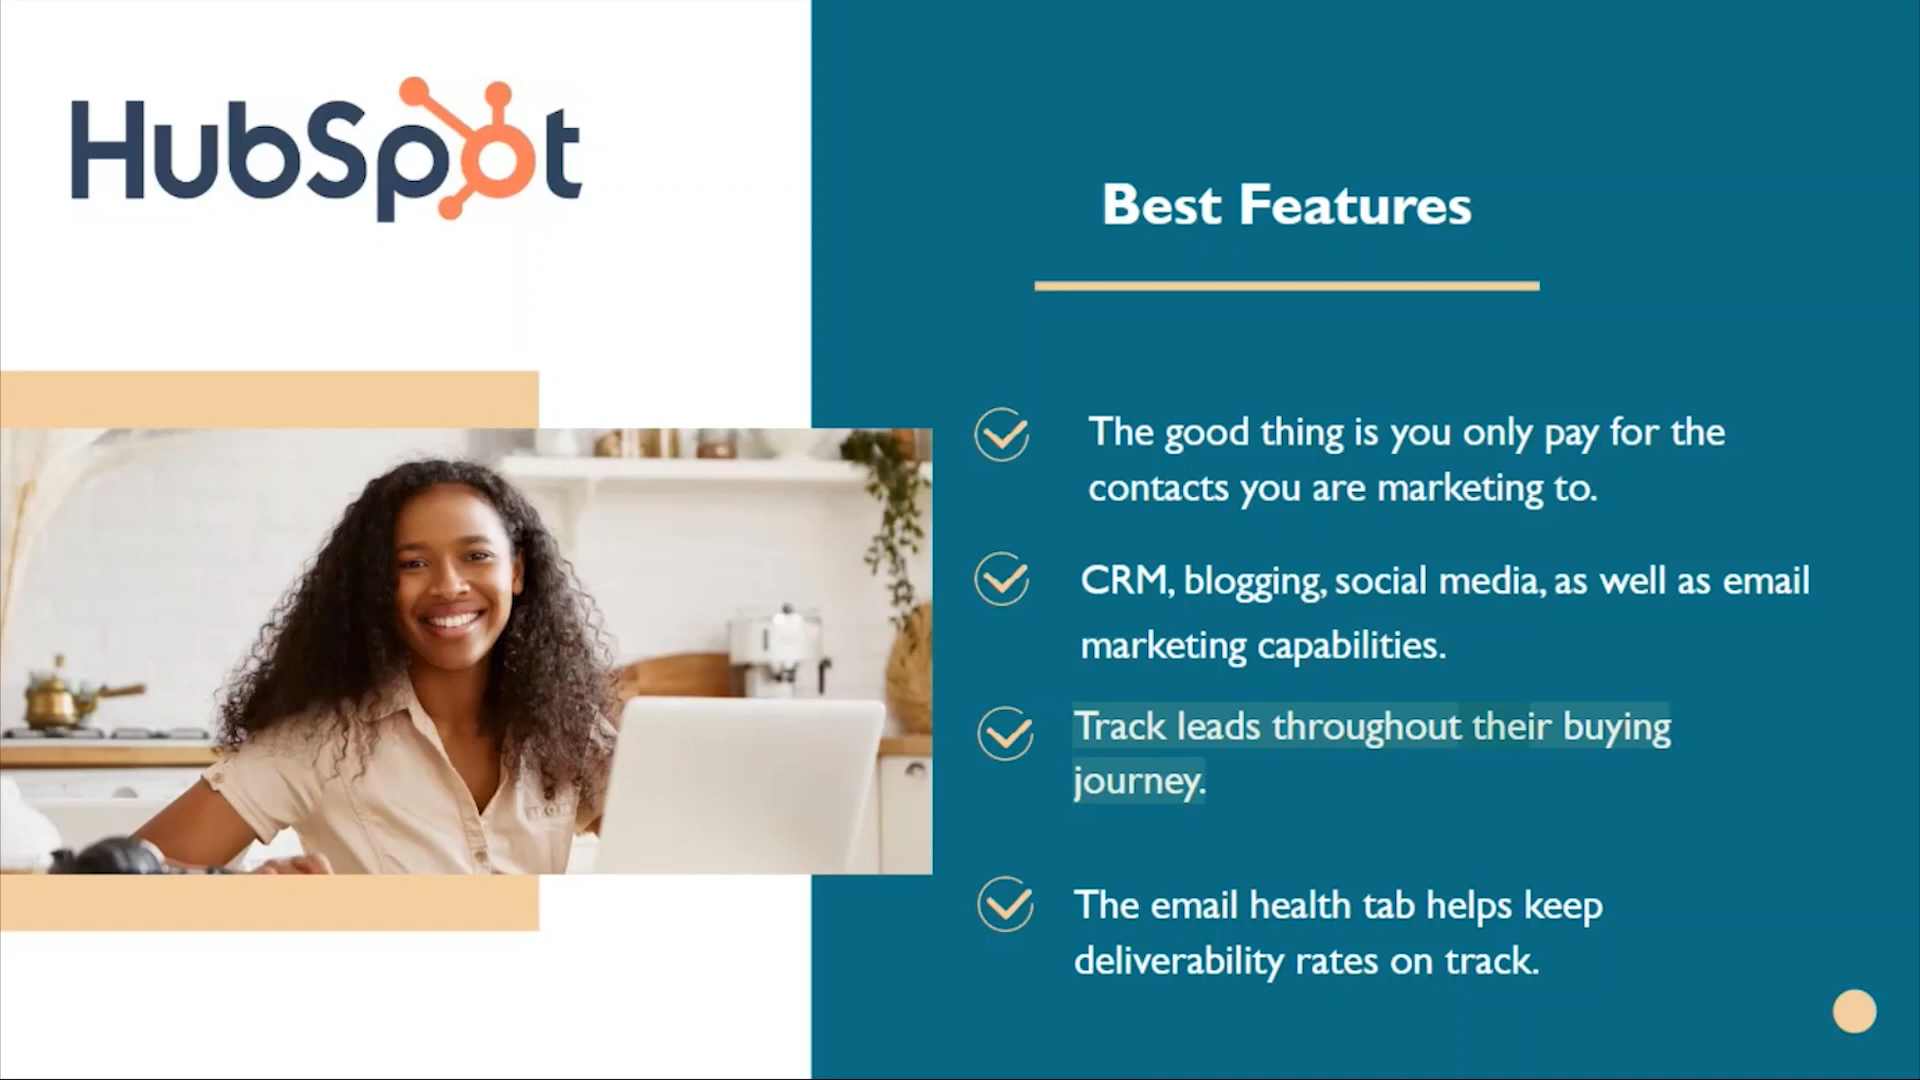 HubSpot
Best Features
The good thing is you only pay for the
contacts you are marketing to.
CRM, blogging, social media, as well as email
marketing capabilities.
Track leads throughout their buying
journey.
The email health tab helps keep
deliverability rates on track.